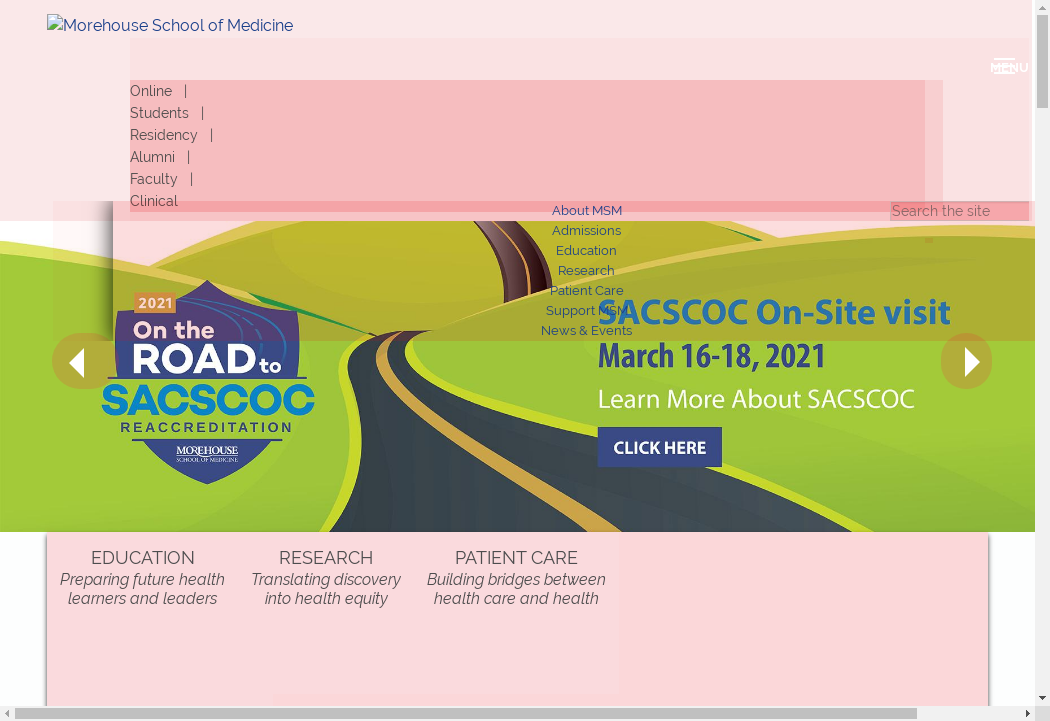 Morehouse School of Medicine
MENU
Online |
Students |
Residency |
Alumni |
Faculty |
Clinical
Search the site
About MSM
Admissions
Education
Research
Patient Care
Support MSM
News & Events
2021
On the
ROAD to
SACSCOC
REACCREDITATION
MOREHOUSE
SCHOOL OF MEDICINE
SACSCOC On-Site visit
March 16-18, 2021
Learn More About SACSCOC
CLICK HERE
EDUCATION
Preparing future health
learners and leaders
RESEARCH
Translating discovery
into health equity
PATIENT CARE
Building bridges between
health care and health